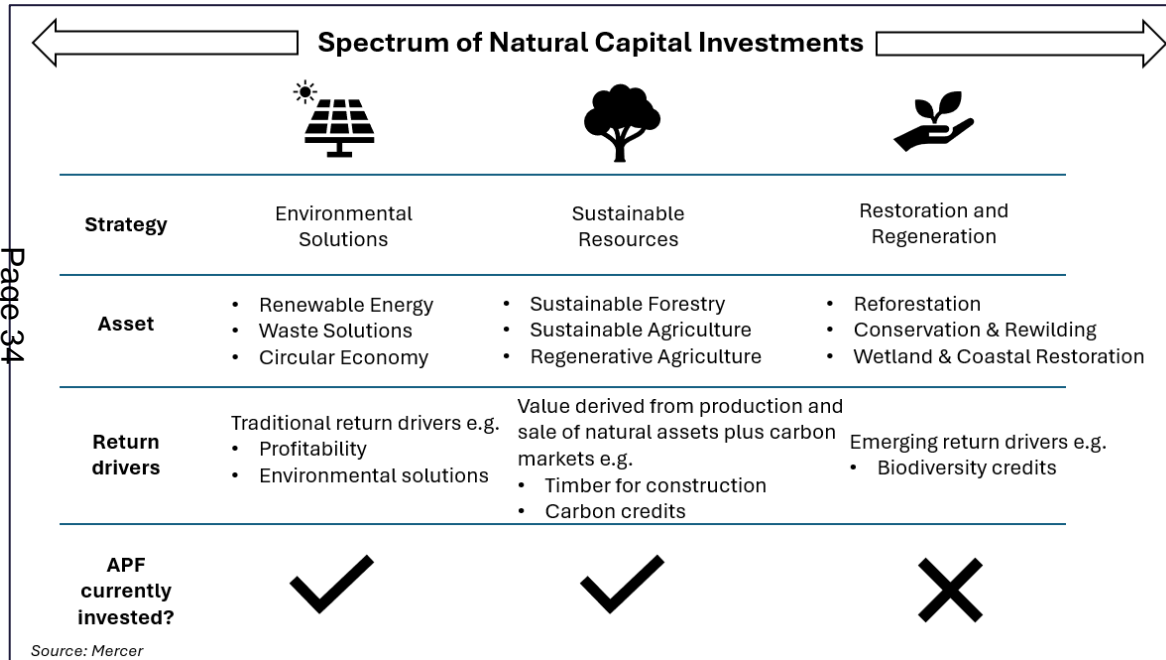 Spectrum of Natural Capital Investments
Strategy
Environmental
Solutions
Sustainable
Resources
Restoration and
Regeneration
Asset
• Renewable Energy
• Waste Solutions
• Circular Economy
• Sustainable Forestry
• Sustainable Agriculture
• Regenerative Agriculture
• Reforestation
• Conservation & Rewilding
• Wetland & Coastal Restoration
Return
drivers
Traditional return drivers e.g.
• Profitability
• Environmental solutions
Value derived from production and
sale of natural assets plus carbon
markets e.g.
• Timber for construction
• Carbon credits
Emerging return drivers e.g.
• Biodiversity credits
APF
currently
invested?
Source: Mercer
Page 34